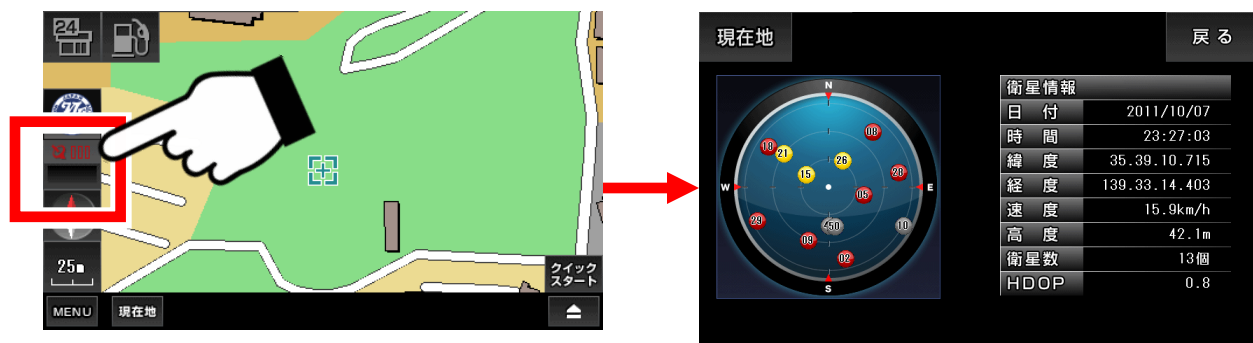 24
25m
クイック
スタート
MENU
現在地
現在地
戻る
N
08
18
21
26
15
28
W
E
05
29
450
10
09
02
S
衛星情報
日付 2011/10/07
時間 23:27:03
緯度 35.39.10.715
経度 139.33.14.403
速度 15.9km/h
高度 42.1m
衛星数 13個
HDOP 0.8